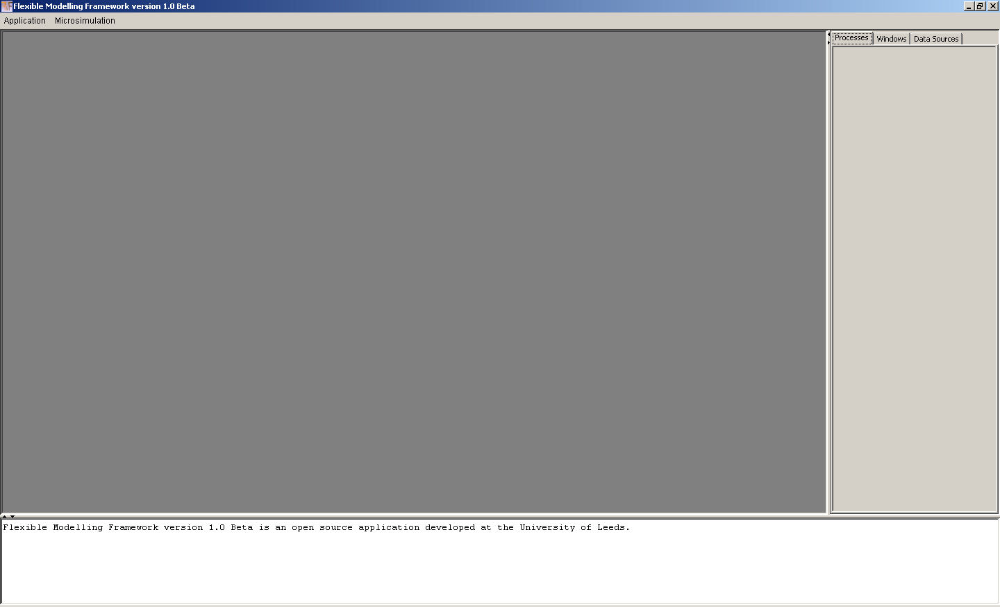 Flexible Modelling Framework version 1.0 Beta
Application Microsimulation
Processes Windows Data Sources
Flexible Modelling Framework version 1.0 Beta is an open source application developed at the University of Leeds.